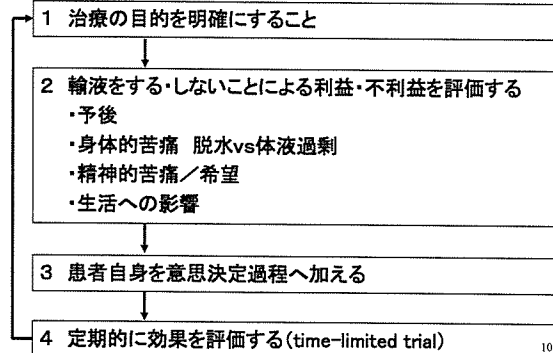 1 治療の目的を明確にすること
2 輸液をする・しないことによる利益・不利益を評価する
・予後
・身体的苦痛 脱水vs体液過剰
・精神的苦痛／希望
・生活への影響
3 患者自身を意思決定過程へ加える
4 定期的に効果を評価する(time-limited trial)
10